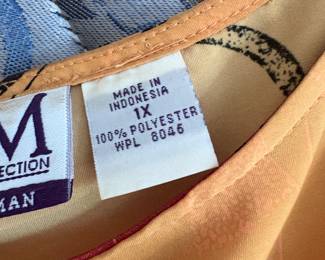 M
ECTION
MAN
MADE IN
INDONESIA
1X
100% POLYESTER
WPL 8046